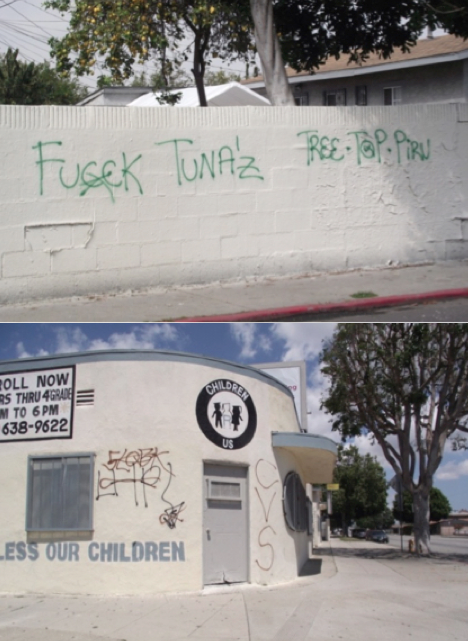 FUCK TUNA'Z TREE·TOP·PIRU
ROLL NOW
RS THRU 4 GRADE
M TO 6 PM
638-9622
CHILDREN
US
CVS
LESS OUR CHILDREN